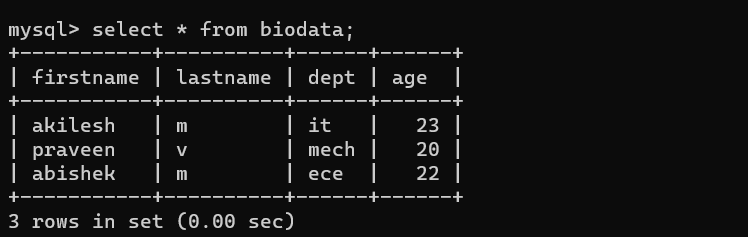 mysql> select * from biodata;
+-----------+----------+------+------+
| firstname | lastname | dept | age  |
+-----------+----------+------+------+
| akilesh   | m        | it   |   23 |
| praveen   | v        | mech |   20 |
| abishek   | m        | ece  |   22 |
+-----------+----------+------+------+
3 rows in set (0.00 sec)